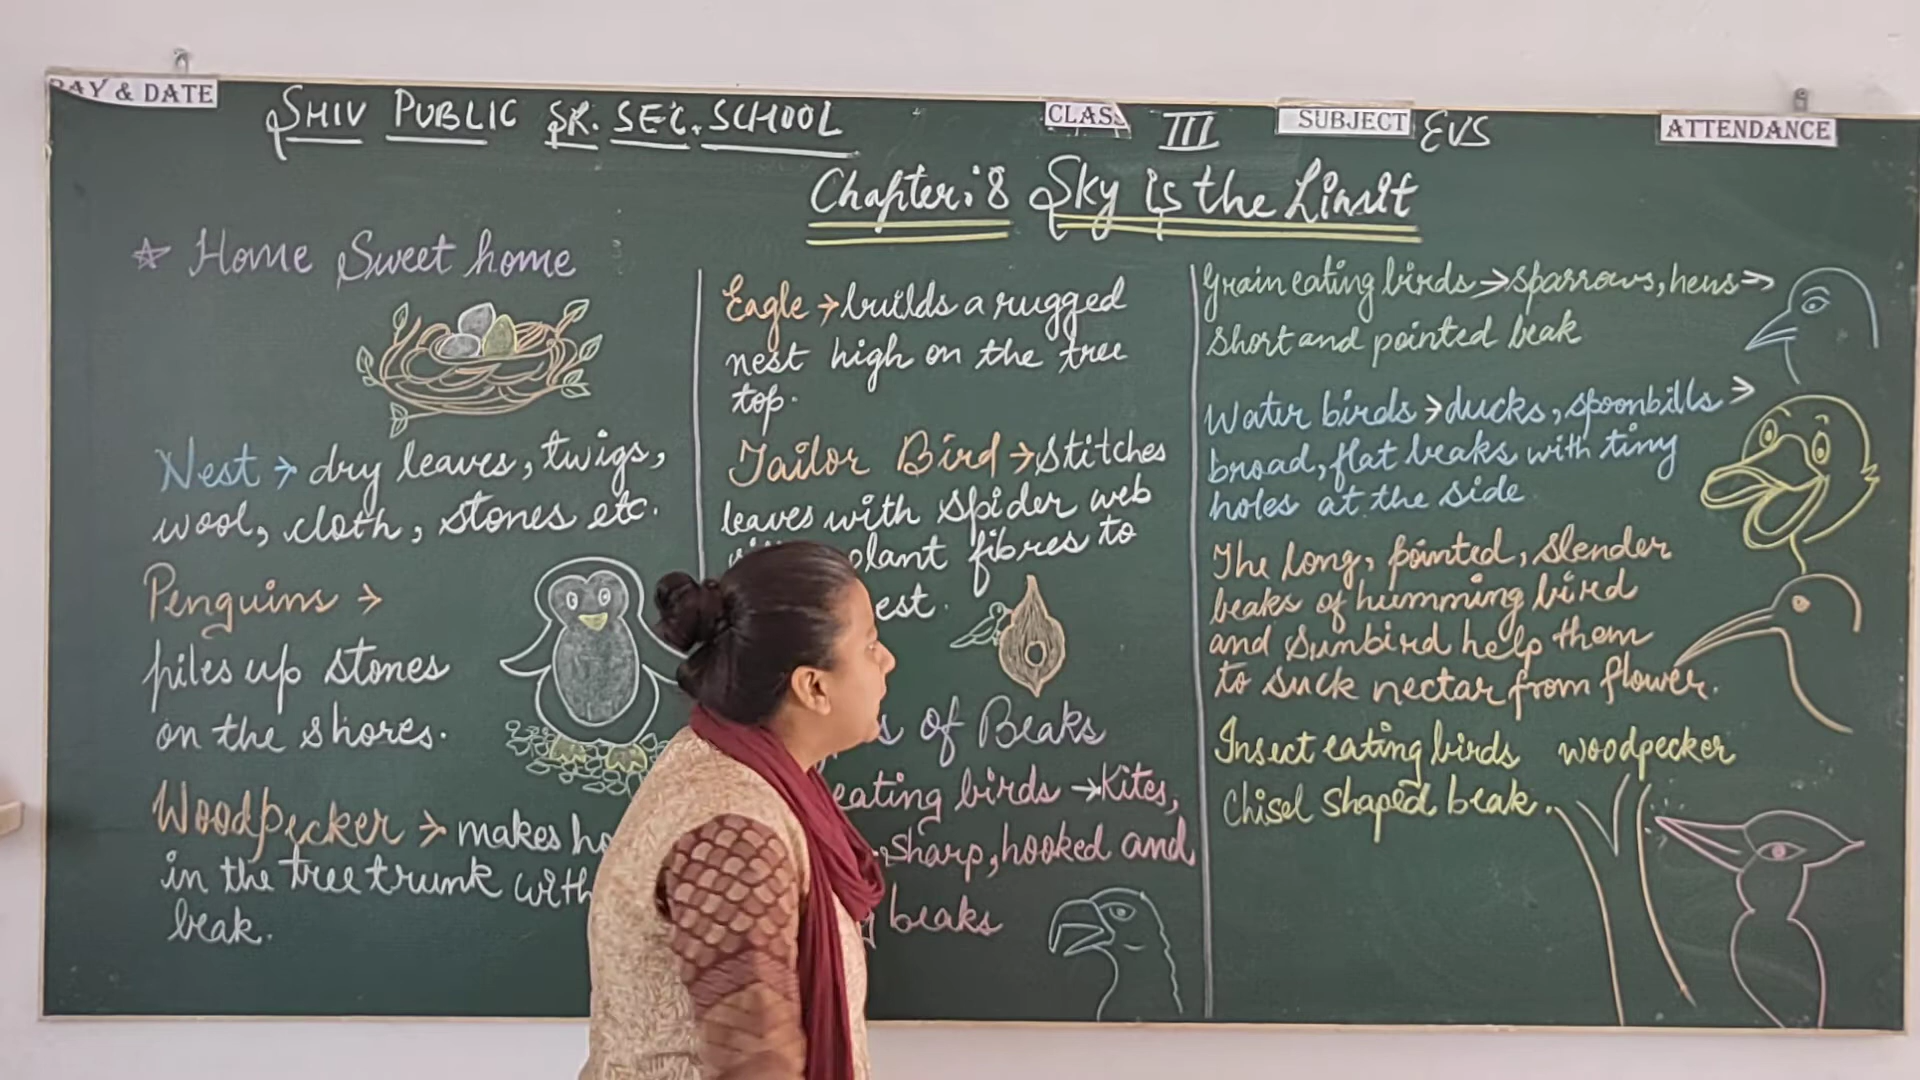 DAY & DATE
SHIV PUBLIC SR. SEC. SCHOOL
CLASS III
SUBJECT EVS
ATTENDANCE
Chapter: 8 Sky is the Limit
Home Sweet home
Nest → dry leaves, twigs,
wool, cloth, stones etc.
Penguins →
piles up stones
on the shores.
Woodpecker → makes
in the tree trunk with
beak.
Eagle → builds a rugged
nest high on the tree
top.
Tailor Bird → stitches
leaves with spider web
plant fibres to
of Beaks
eating birds → Kites,
sharp, hooked and
beaks
Grain eating birds → sparrows, hens →
short and pointed beak
Water birds → ducks, spoonbills →
broad, flat beaks with tiny
holes at the side
The long, pointed, slender
beaks of humming bird
and sunbird help them
to suck nectar from flower.
Insect eating birds woodpecker
Chisel shaped beak.